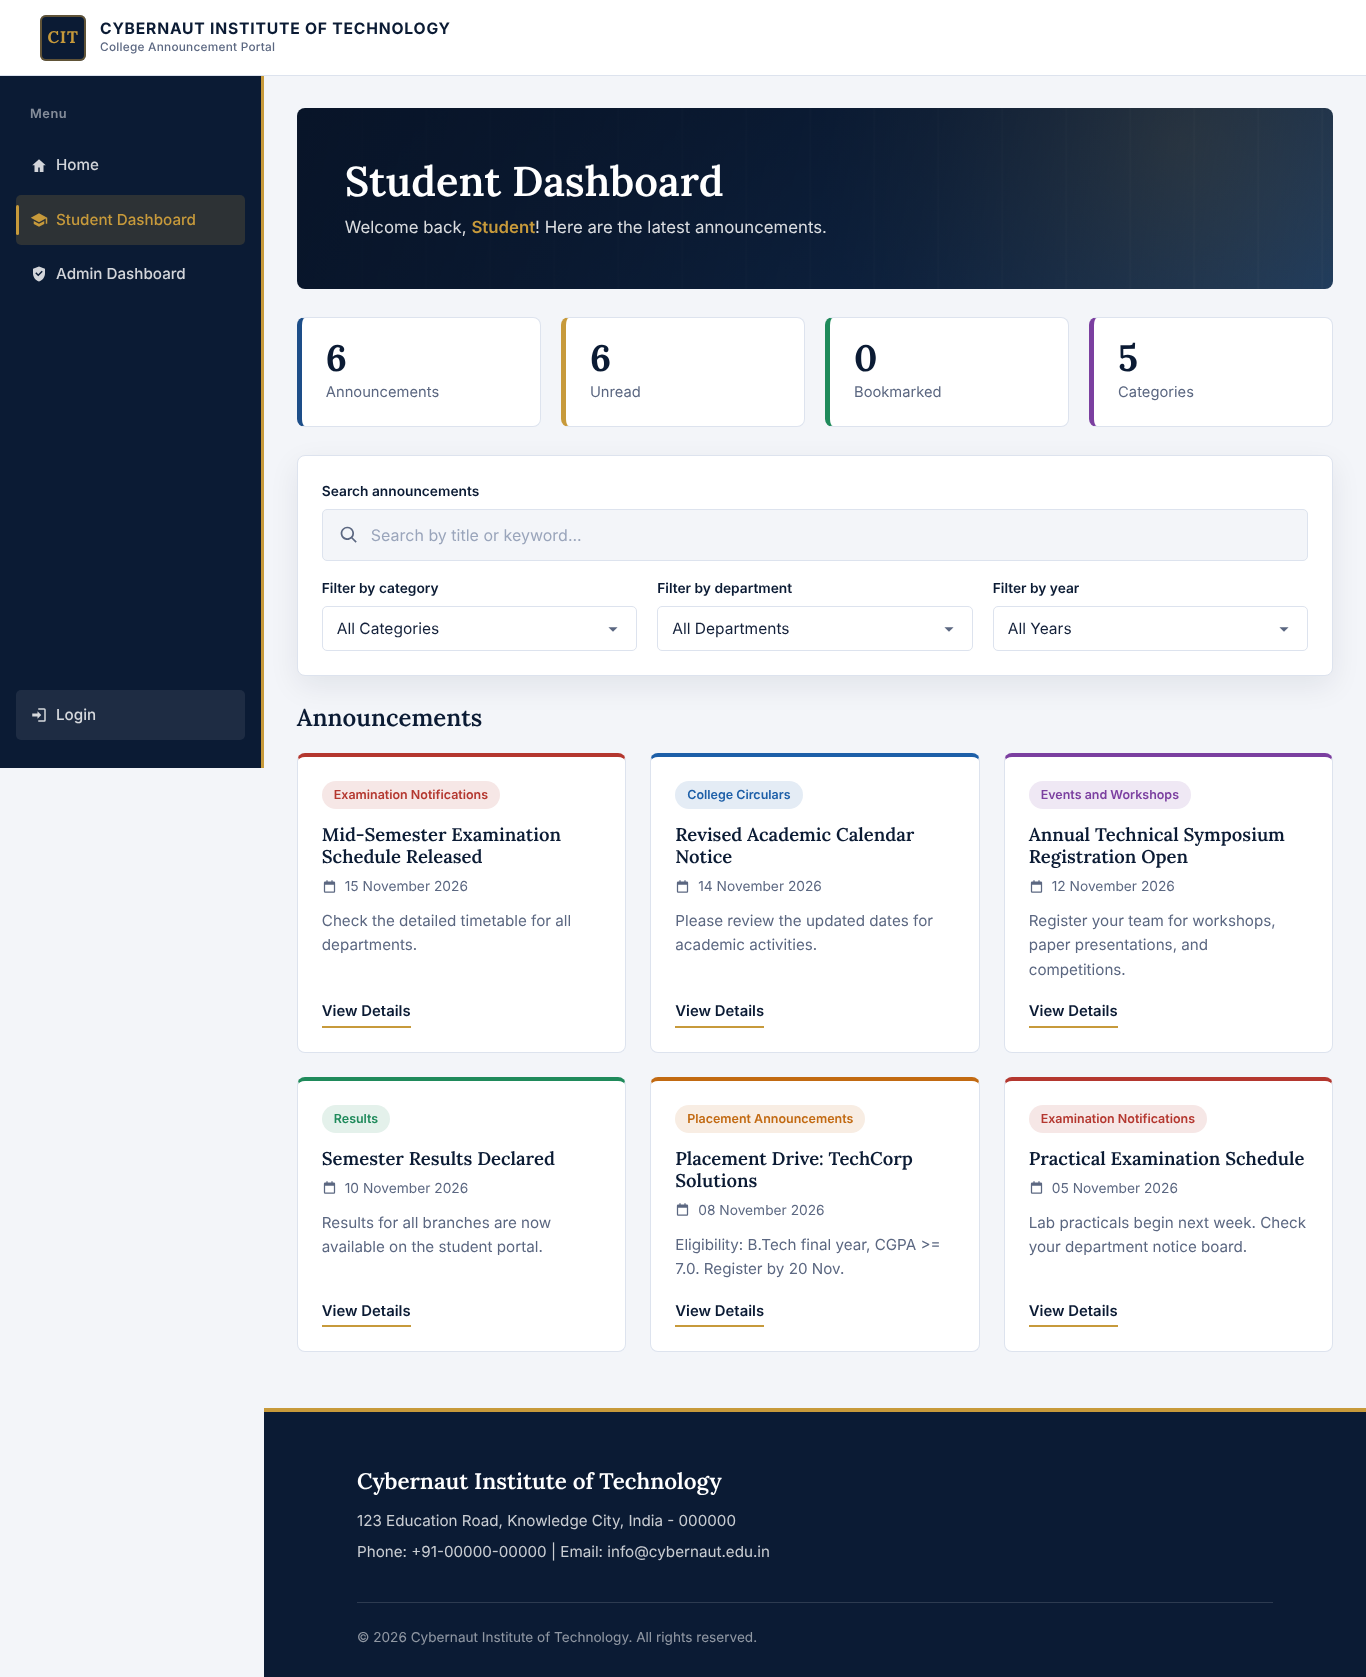 CIT
CYBERNAUT INSTITUTE OF TECHNOLOGY
College Announcement Portal
Menu
Home
Student Dashboard
Admin Dashboard
Login
Student Dashboard
Welcome back, Student! Here are the latest announcements.
6
Announcements
6
Unread
0
Bookmarked
5
Categories
Search announcements
Search by title or keyword...
Filter by category
All Categories
Filter by department
All Departments
Filter by year
All Years
Announcements
Examination Notifications
Mid-Semester Examination
Schedule Released
15 November 2026
Check the detailed timetable for all
departments.
View Details
College Circulars
Revised Academic Calendar
Notice
14 November 2026
Please review the updated dates for
academic activities.
View Details
Events and Workshops
Annual Technical Symposium
Registration Open
12 November 2026
Register your team for workshops,
paper presentations, and
competitions.
View Details
Results
Semester Results Declared
10 November 2026
Results for all branches are now
available on the student portal.
View Details
Placement Announcements
Placement Drive: TechCorp
Solutions
08 November 2026
Eligibility: B.Tech final year, CGPA >=
7.0. Register by 20 Nov.
View Details
Examination Notifications
Practical Examination Schedule
05 November 2026
Lab practicals begin next week. Check
your department notice board.
View Details
Cybernaut Institute of Technology
123 Education Road, Knowledge City, India - 000000
Phone: +91-00000-00000 | Email: info@cybernaut.edu.in
© 2026 Cybernaut Institute of Technology. All rights reserved.